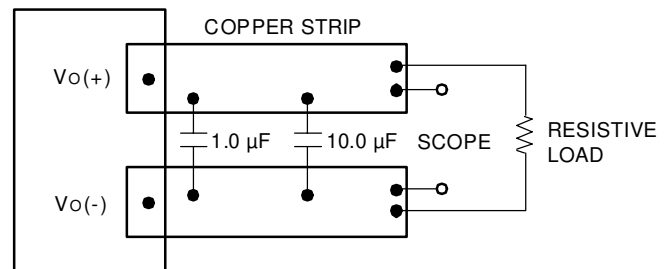 COPPER STRIP
VO(+)
1.0 µF
10.0 µF
SCOPE
RESISTIVE
LOAD
VO(-)